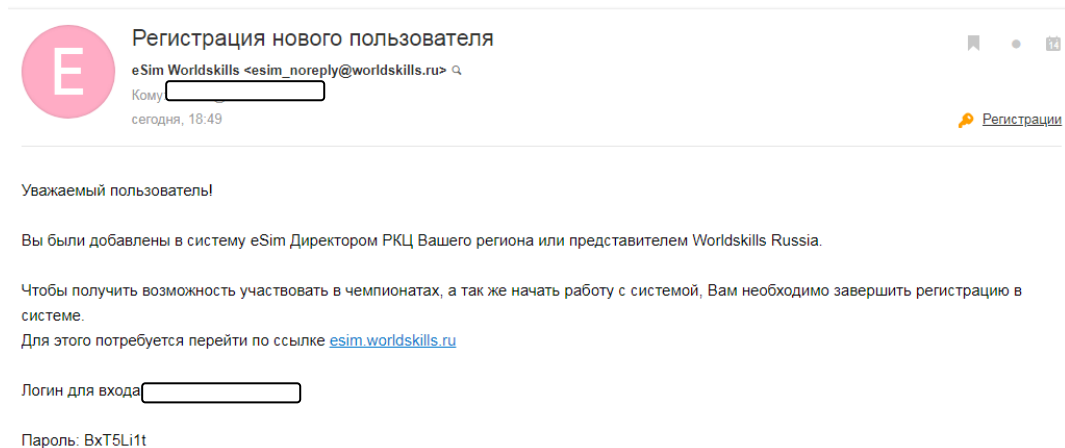 E
Регистрация нового пользователя
eSim Worldskills <esim_noreply@worldskills.ru>
14
Кому
сегодня, 18:49
Регистрации
Уважаемый пользователь!
Вы были добавлены в систему eSim Директором РКЦ Вашего региона или представителем Worldskills Russia.
Чтобы получить возможность участвовать в чемпионатах, а так же начать работу с системой, Вам необходимо завершить регистрацию в
системе.
Для этого потребуется перейти по ссылке esim.worldskills.ru
Логин для входа
Пароль: BxT5Li1t